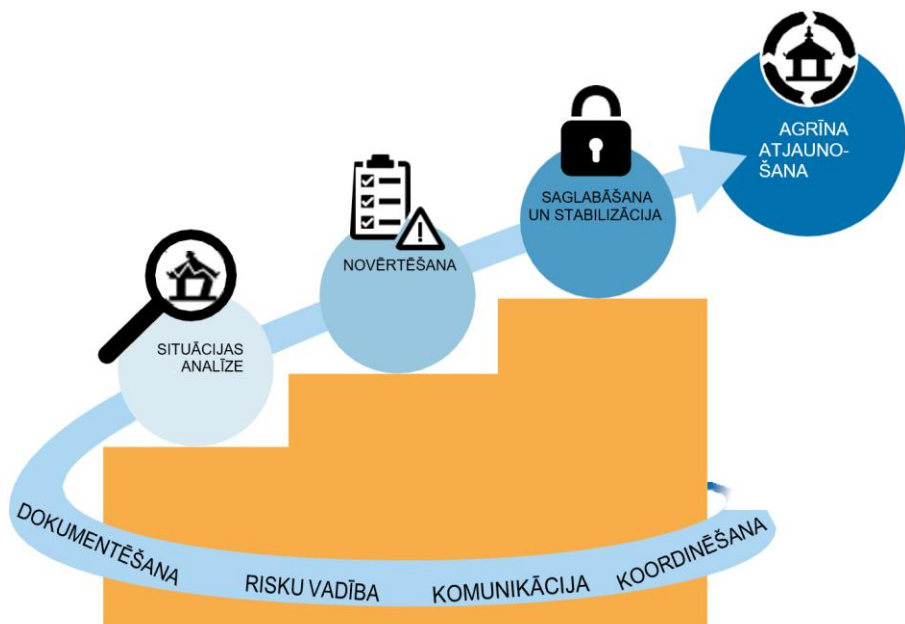 AGRĪNA
ATJAUNO-
ŠANA
SAGLABĀŠANA
UN STABILIZĀCIJA
NOVĒRTĒŠANA
SITUĀCIJAS
ANALĪZE
DOKUMENTĒŠANA
RISKU VADĪBA
KOMUNIKĀCIJA
KOORDINĒŠANA